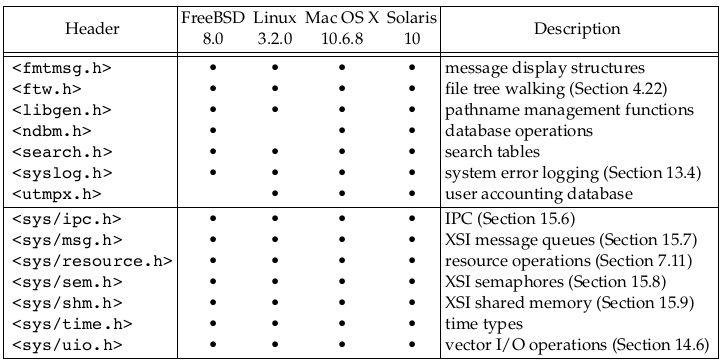 Header FreeBSD Linux Mac OS X Solaris Description
8.0 3.2.0 10.6.8 10
<fmtmsg.h> • • • • message display structures
<ftw.h> • • • • file tree walking (Section 4.22)
<libgen.h> • • • • pathname management functions
<ndbm.h> • • • database operations
<search.h> • • • • search tables
<syslog.h> • • • • system error logging (Section 13.4)
<utmpx.h> • • • user accounting database
<sys/ipc.h> • • • • IPC (Section 15.6)
<sys/msg.h> • • • • XSI message queues (Section 15.7)
<sys/resource.h> • • • • resource operations (Section 7.11)
<sys/sem.h> • • • • XSI semaphores (Section 15.8)
<sys/shm.h> • • • • XSI shared memory (Section 15.9)
<sys/time.h> • • • • time types
<sys/uio.h> • • • • vector I/O operations (Section 14.6)